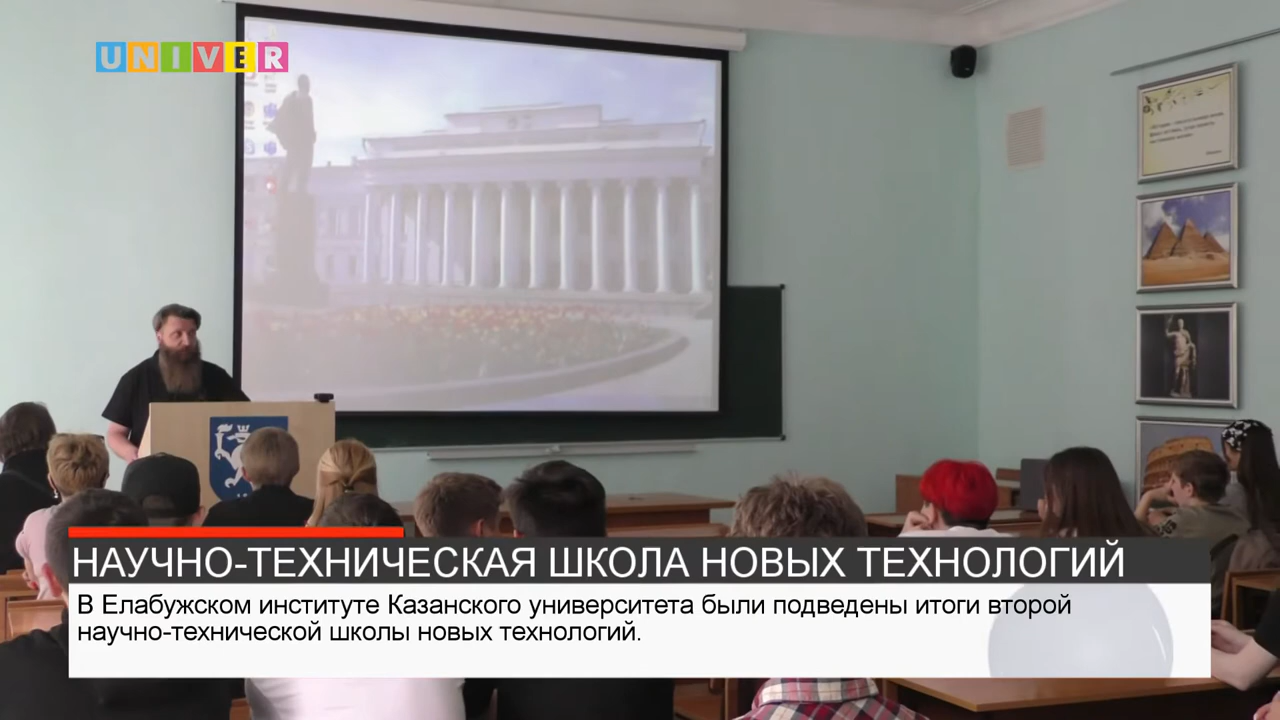 UNIVER
НАУЧНО-ТЕХНИЧЕСКАЯ ШКОЛА НОВЫХ ТЕХНОЛОГИЙ
В Елабужском институте Казанского университета были подведены итоги второй
научно-технической школы новых технологий.